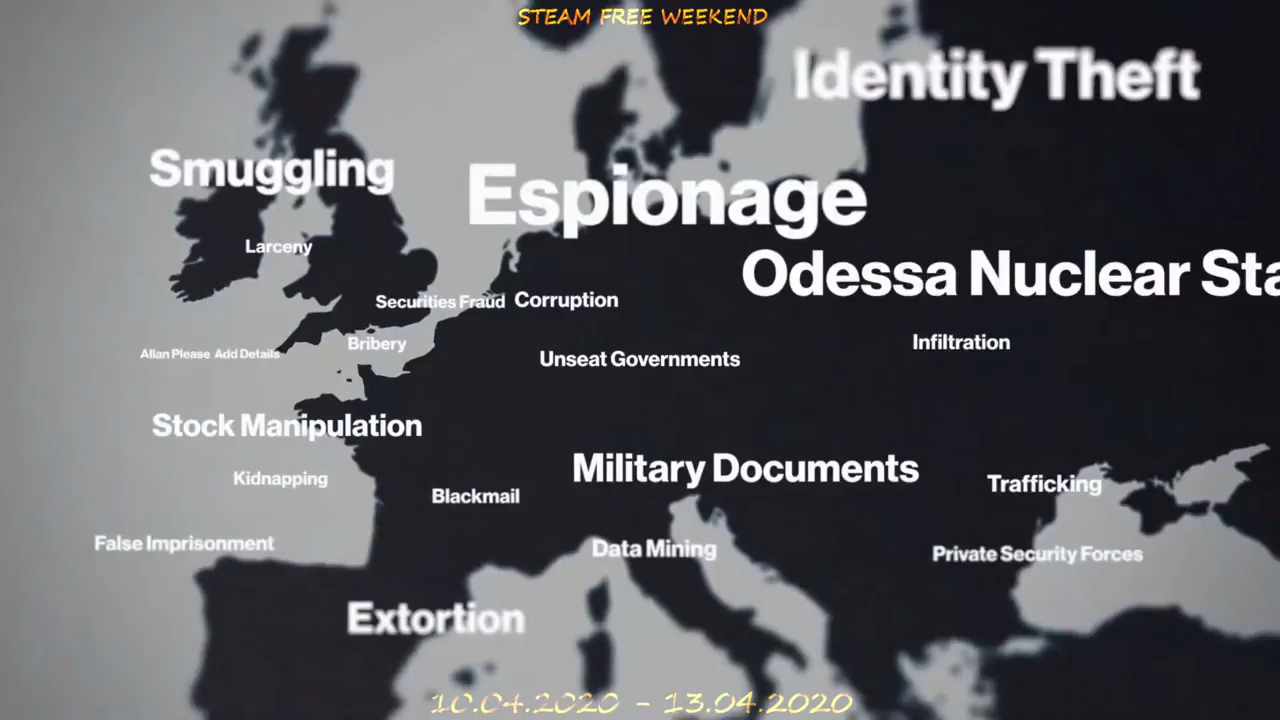 STEAM FREE WEEKEND
Identity Theft
Smuggling
Espionage
Larceny
Odessa Nuclear Sta
Securities Fraud
Corruption
Bribery
Infiltration
Allan Please Add Details
Unseat Governments
Stock Manipulation
Military Documents
Kidnapping
Trafficking
Blackmail
False Imprisonment
Data Mining
Private Security Forces
Extortion
10.04.2020 - 13.04.2020